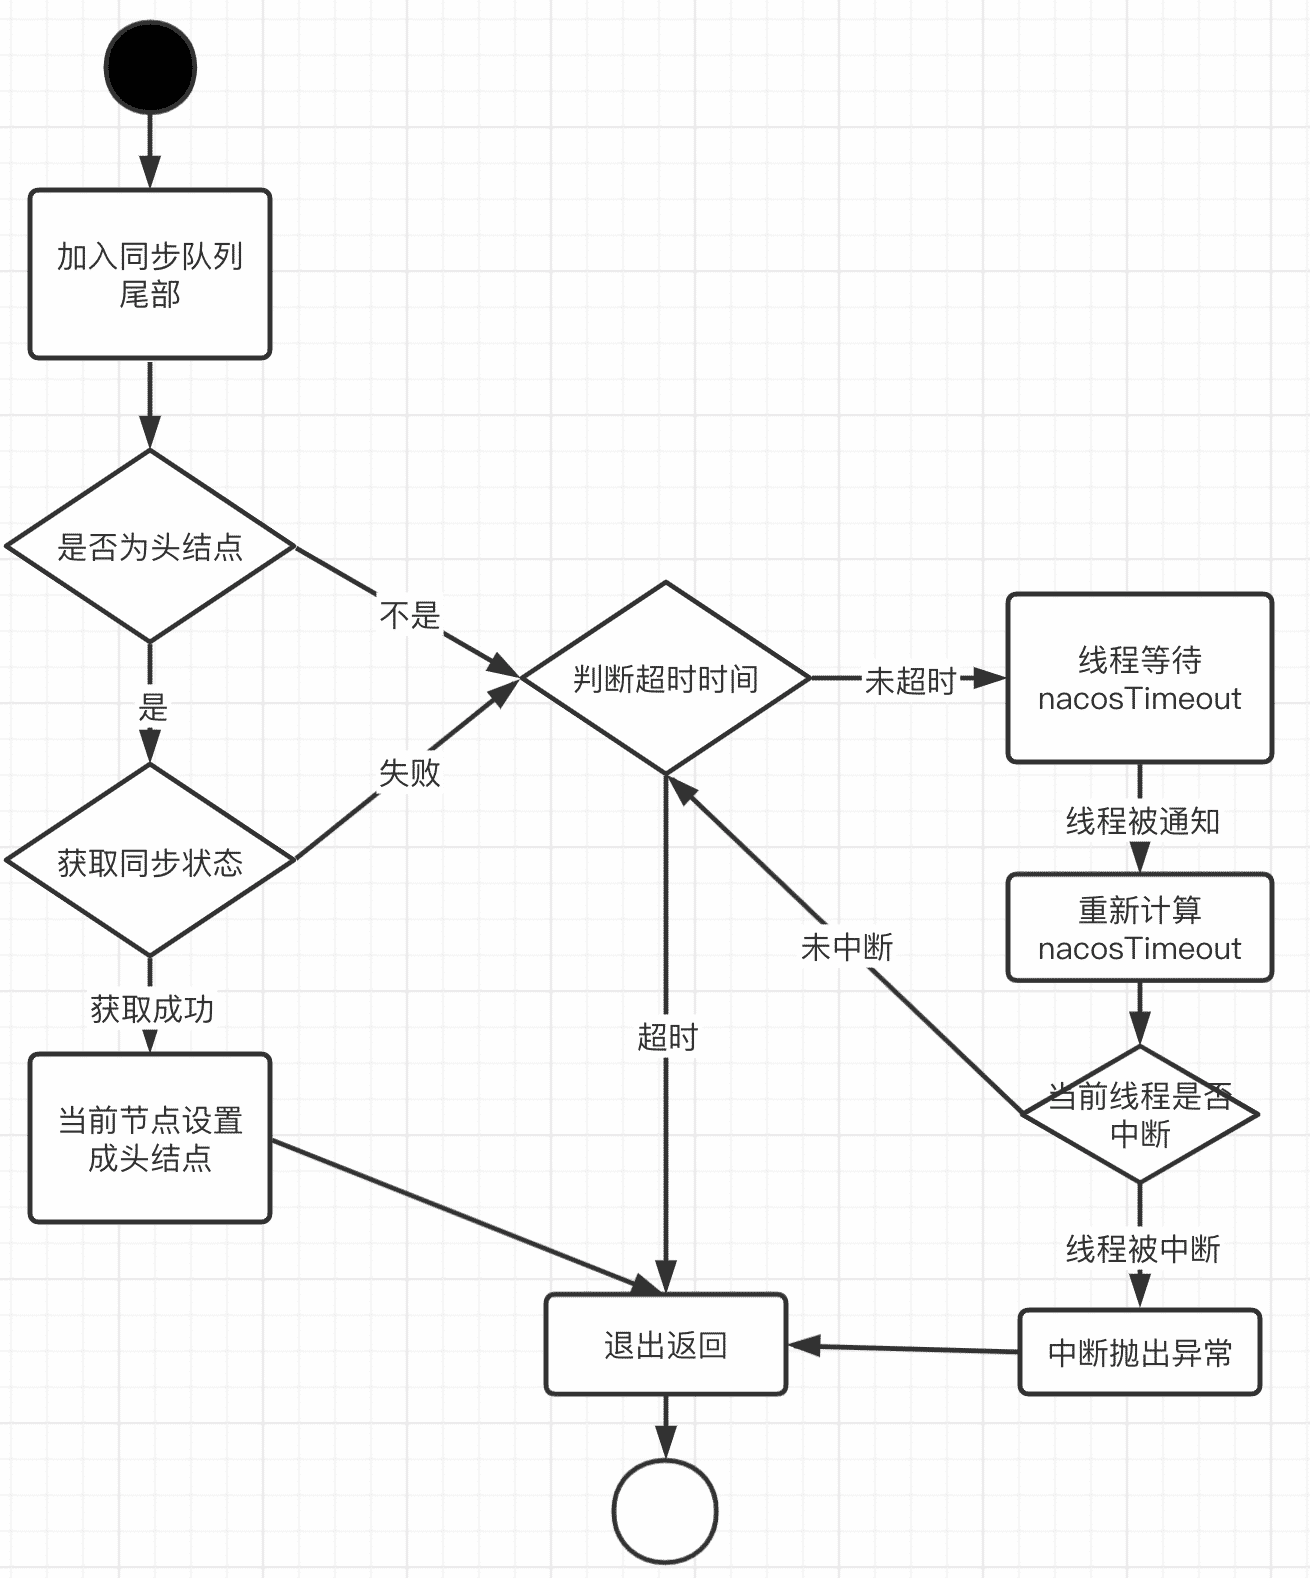 加入同步队列
尾部
是否为头结点
不是
是
判断超时时间
未超时
线程等待
nacosTimeout
失败
线程被通知
获取同步状态
重新计算
nacosTimeout
未中断
获取成功
超时
当前线程是否
中断
当前节点设置
成头结点
线程被中断
退出返回
中断抛出异常